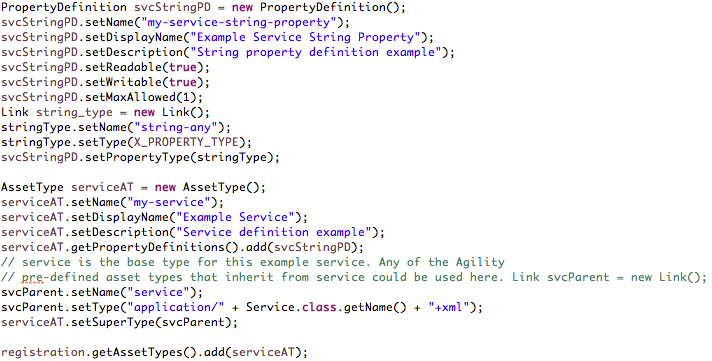 PropertyDefinition svcStringPD = new PropertyDefinition();
svcStringPD.setName("my-service-string-property");
svcStringPD.setDisplayName("Example Service String Property");
svcStringPD.setDescription("String property definition example");
svcStringPD.setReadable(true);
svcStringPD.setWritable(true);
svcStringPD.setMaxAllowed(1);
Link string_type = new Link();
stringType.setName("string-any");
stringType.setType(X_PROPERTY_TYPE);
svcStringPD.setPropertyType(stringType);
AssetType serviceAT = new AssetType();
serviceAT.setName("my-service");
serviceAT.setDisplayName("Example Service");
serviceAT.setDescription("Service definition example");
serviceAT.getPropertyDefinitions().add(svcStringPD);
// service is the base type for this example service. Any of the Agility
// pre-defined asset types that inherit from service could be used here. Link svcParent = new Link();
svcParent.setName("service");
svcParent.setType("application/" + Service.class.getName() + "+xml");
serviceAT.setSuperType(svcParent);
registration.getAssetTypes().add(serviceAT);